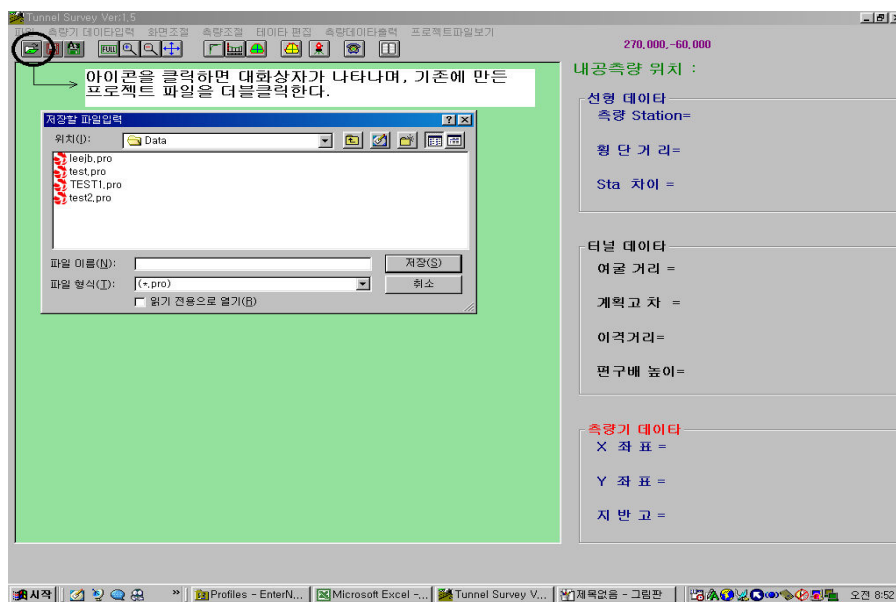 Tunnel Survey Ver:1,5
파일 측량기 데이타입력 화면조절 측량조절 데이타 편집 측량데이타출력 프로젝트파일보기
FULL
270,000,-60,000
아이콘을 클릭하면 대화상자가 나타나며, 기존에 만든
프로젝트 파일을 더블클릭한다.
저장할 파일입력
위치(I):
Data
leejb,pro
test,pro
TEST1,pro
test2,pro
파일 이름(N):
저장(S)
파일 형식(T):
(*,pro)
취소
읽기 전용으로 열기(R)
내공측량 위치 :
선형 데이타
측량 Station=
횡 단 거 리=
Sta 차이 =
터널 데이타
여굴 거리 =
계획고 차 =
이격거리=
편구배 높이=
측량기 데이타
X 좌 표 =
Y 좌 표 =
지 반 고 =
시작
»
Profiles - EnterN...
Microsoft Excel -...
Tunnel Survey V...
제목없음 - 그림판
오전 8:5